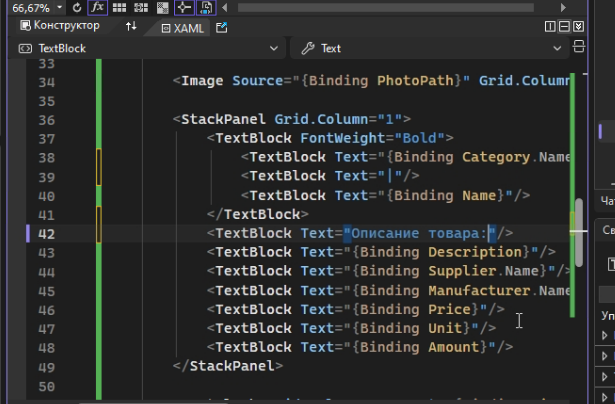 66,67%
Конструктор
XAML
TextBlock
Text
33
34 <Image Source="{Binding PhotoPath}" Grid.Column
35
36 <StackPanel Grid.Column="1">
37 <TextBlock FontWeight="Bold">
38 <TextBlock Text="{Binding Category.Name
39 <TextBlock Text="|"/>
40 <TextBlock Text="{Binding Name}"/>
41 </TextBlock>
42 <TextBlock Text="Описание товара:"/>
43 <TextBlock Text="{Binding Description}"/>
44 <TextBlock Text="{Binding Supplier.Name}"/>
45 <TextBlock Text="{Binding Manufacturer.Name
46 <TextBlock Text="{Binding Price}"/>
47 <TextBlock Text="{Binding Unit}"/>
48 <TextBlock Text="{Binding Amount}"/>
49 </StackPanel>
50